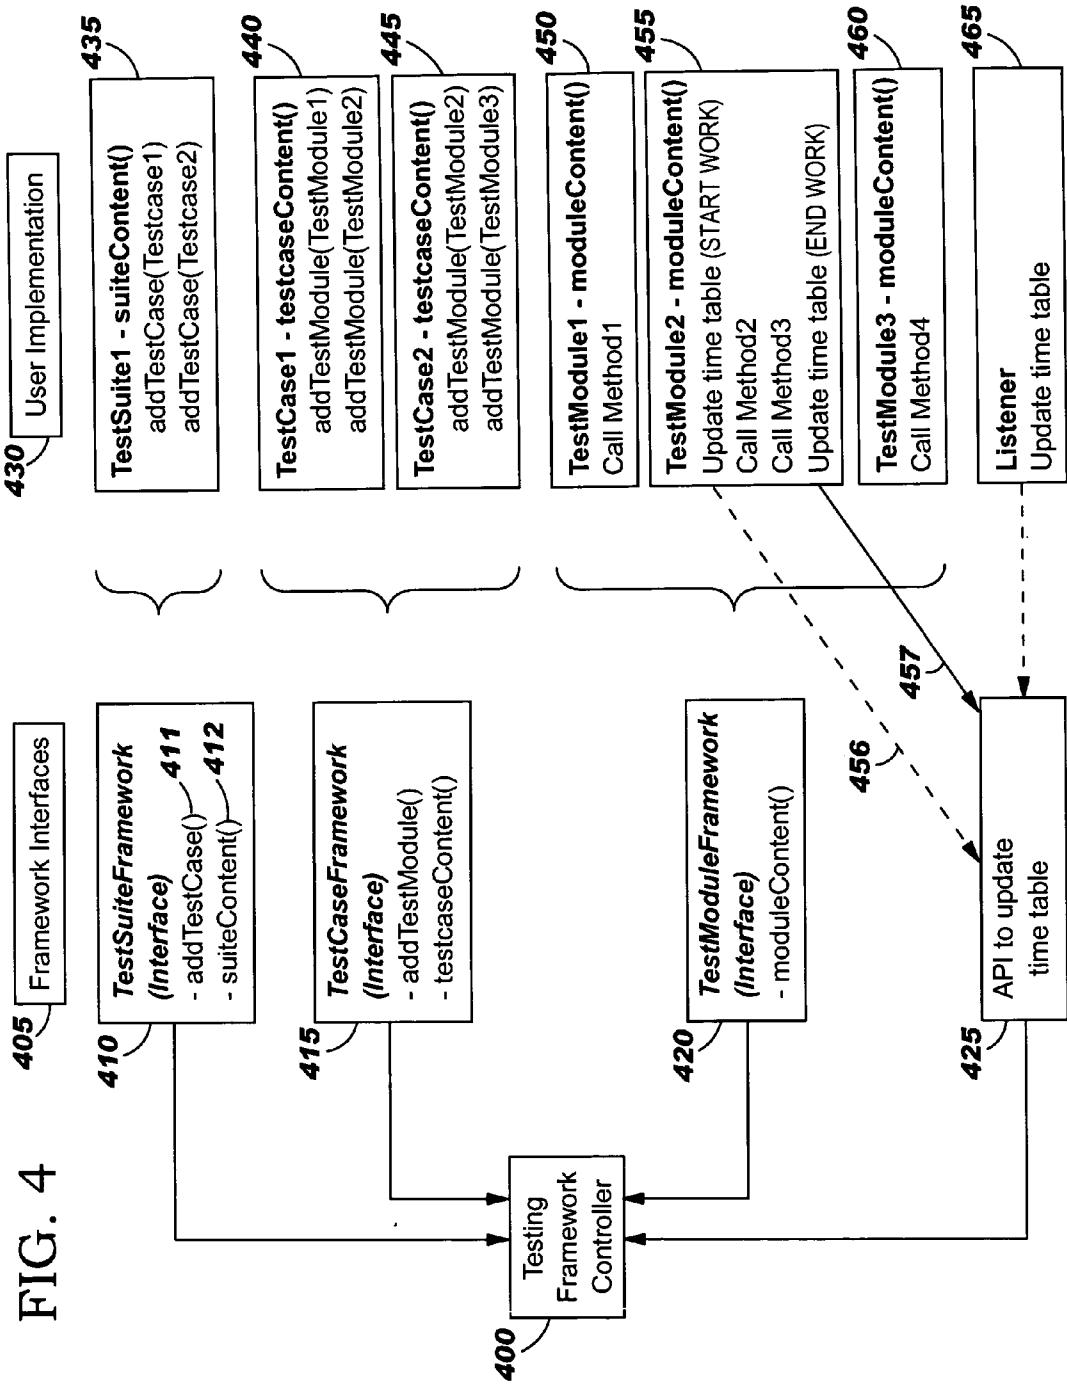 FIG. 4
400
Testing
Framework
Controller
405
Framework Interfaces
410
TestSuiteFramework
(Interface)
- addTestCase()
411
- suiteContent()
412
415
TestCaseFramework
(Interface)
- addTestModule()
- testcaseContent()
420
TestModuleFramework
(Interface)
- moduleContent()
425
API to update
time table
456
457
430
User Implementation
435
TestSuite1 - suiteContent()
addTestCase(Testcase1)
addTestCase(Testcase2)
440
TestCase1 - testcaseContent()
addTestModule(TestModule1)
addTestModule(TestModule2)
445
TestCase2 - testcaseContent()
addTestModule(TestModule2)
addTestModule(TestModule3)
450
TestModule1 - moduleContent()
Call Method1
455
TestModule2 - moduleContent()
Update time table (START WORK)
Call Method2
Call Method3
Update time table (END WORK)
460
TestModule3 - moduleContent()
Call Method4
465
Listener
Update time table